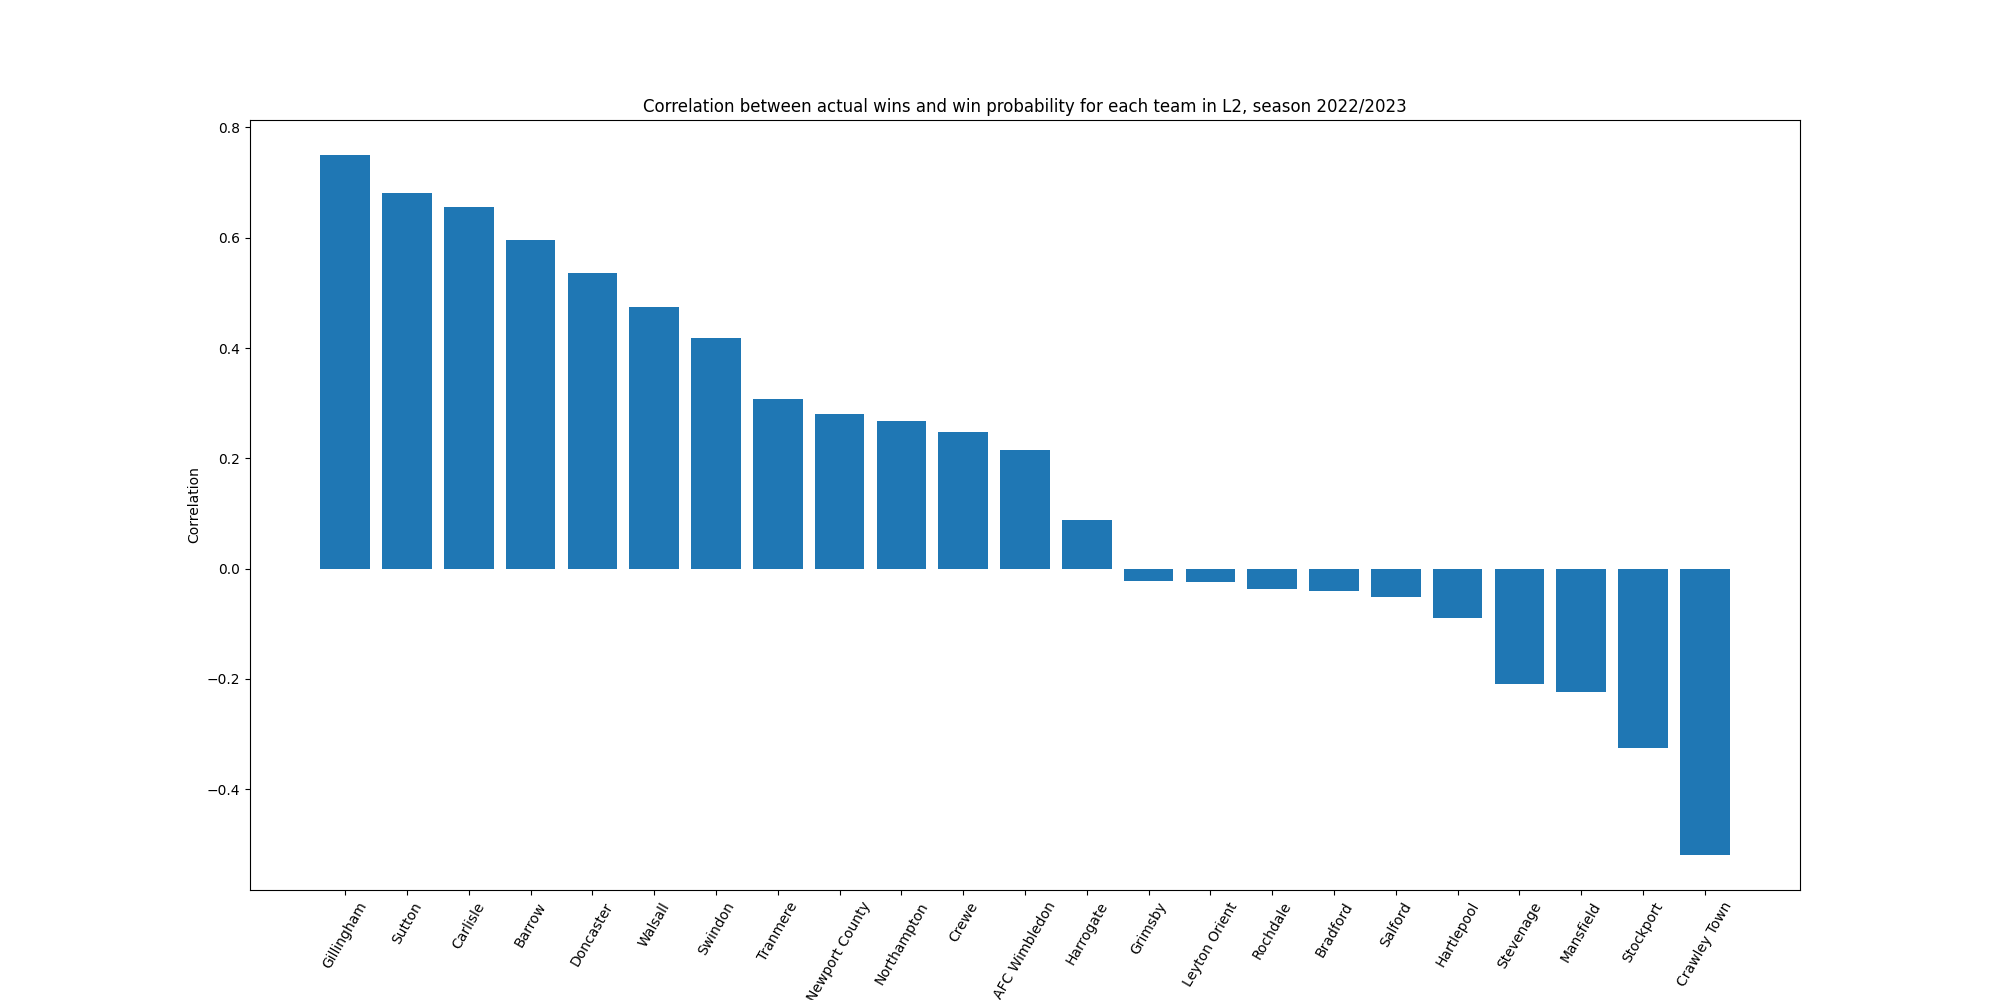 Correlation between actual wins and win probability for each team in L2, season 2022/2023
Correlation
0.8
0.6
0.4
0.2
0.0
−0.2
−0.4
Gillingham
Sutton
Carlisle
Barrow
Doncaster
Walsall
Swindon
Tranmere
Newport County
Northampton
Crewe
AFC Wimbledon
Harrogate
Grimsby
Leyton Orient
Rochdale
Bradford
Salford
Hartlepool
Stevenage
Mansfield
Stockport
Crawley Town